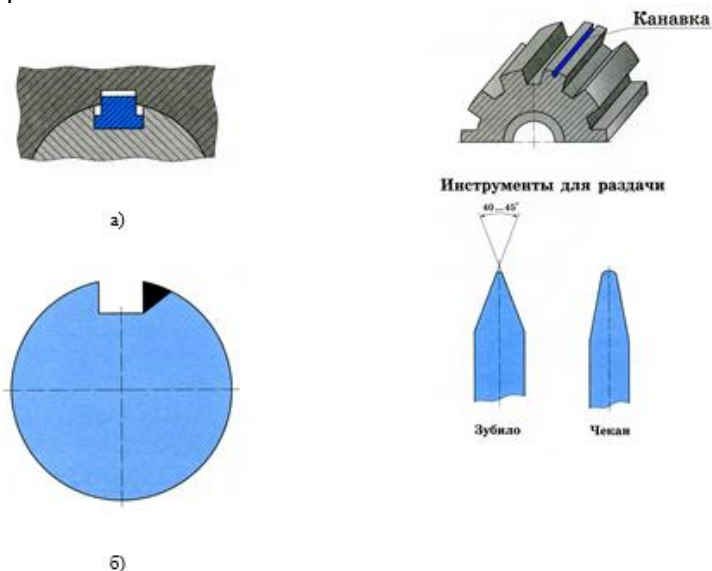 Канавка
а)
Инструменты для раздачи
40...45°
Зубило
Чекан
б)